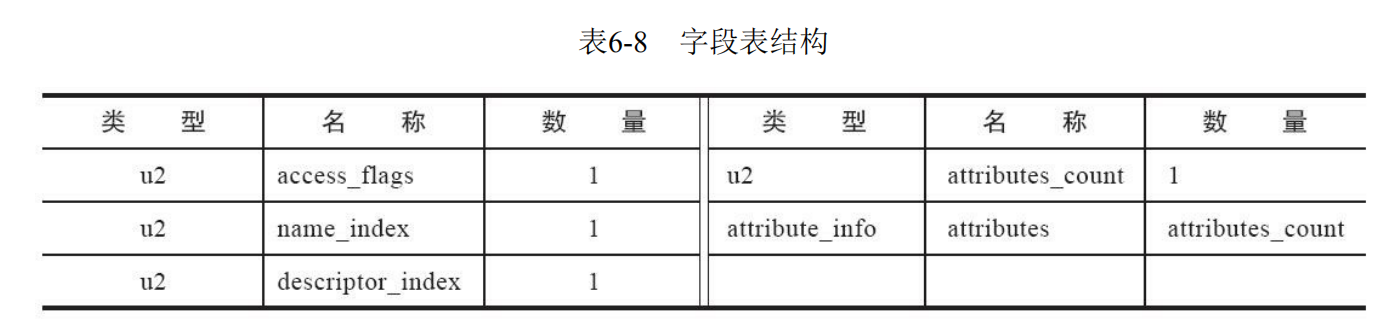 表6-8 字段表结构
类 型 名 称 数 量 类 型 名 称 数 量
u2 access_flags 1 u2 attributes_count 1
u2 name_index 1 attribute_info attributes attributes_count
u2 descriptor_index 1